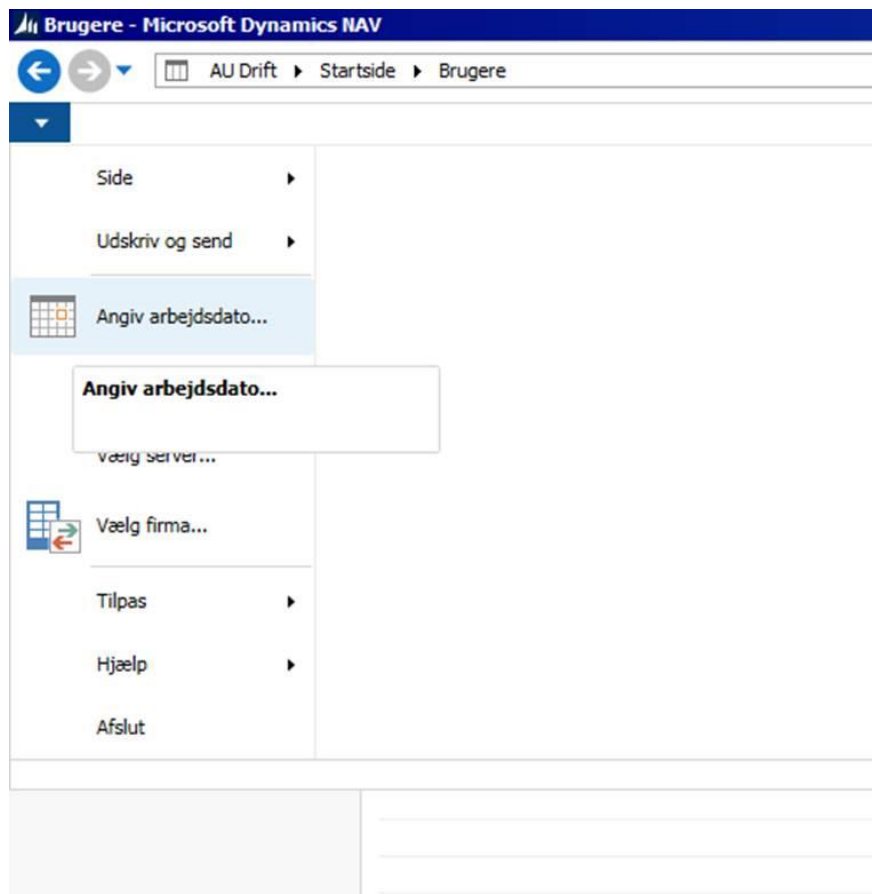 Brugere - Microsoft Dynamics NAV
AU Drift Startside Brugere
Side
Udskriv og send
Angiv arbejdsdato...
Angiv arbejdsdato...
Vælg server...
Vælg firma...
Tilpas
Hjælp
Afslut